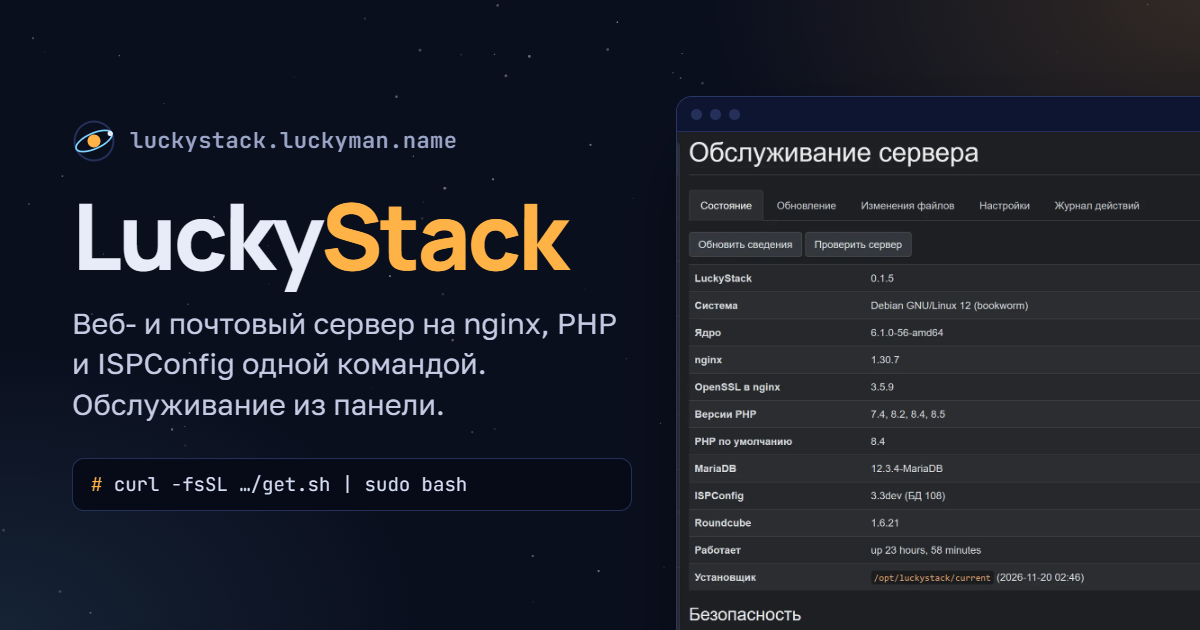 luckystack.luckyman.name
LuckyStack
Веб- и почтовый сервер на nginx, PHP
и ISPConfig одной командой.
Обслуживание из панели.
# curl -fsSL …/get.sh | sudo bash
Обслуживание сервера
Состояние Обновление Изменения файлов Настройки Журнал действий
Обновить сведения Проверить сервер
LuckyStack 0.1.5
Система Debian GNU/Linux 12 (bookworm)
Ядро 6.1.0-56-amd64
nginx 1.30.7
OpenSSL в nginx 3.5.9
Версии PHP 7.4, 8.2, 8.4, 8.5
PHP по умолчанию 8.4
MariaDB 12.3.4-MariaDB
ISPConfig 3.3dev (БД 108)
Roundcube 1.6.21
Работает up 23 hours, 58 minutes
Установщик /opt/luckystack/current (2026-11-20 02:46)
Безопасность